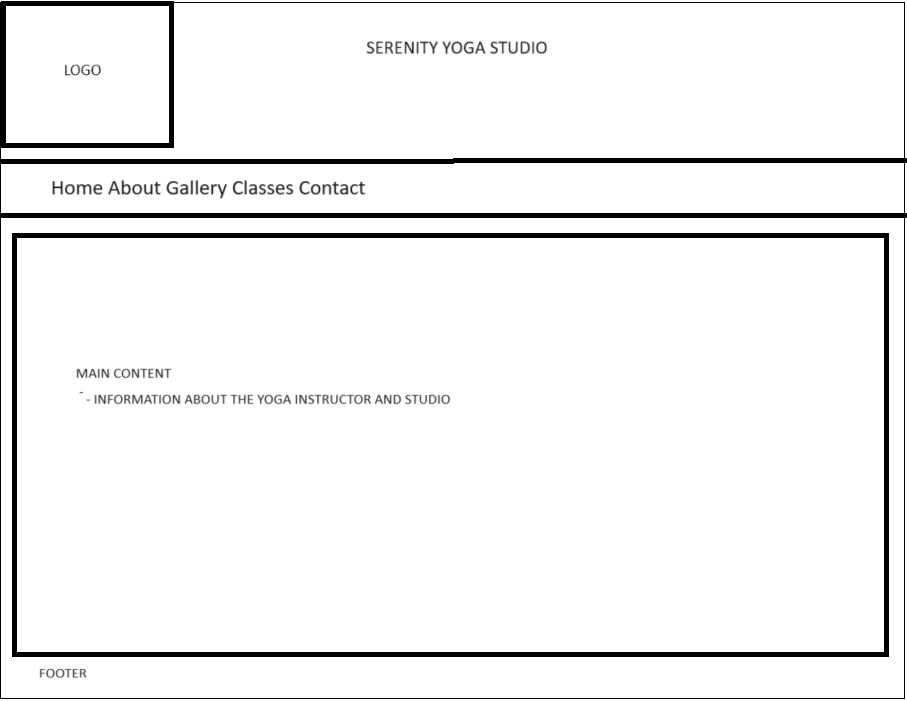 SERENITY YOGA STUDIO
LOGO
Home About Gallery Classes Contact
MAIN CONTENT
- - INFORMATION ABOUT THE YOGA INSTRUCTOR AND STUDIO
FOOTER